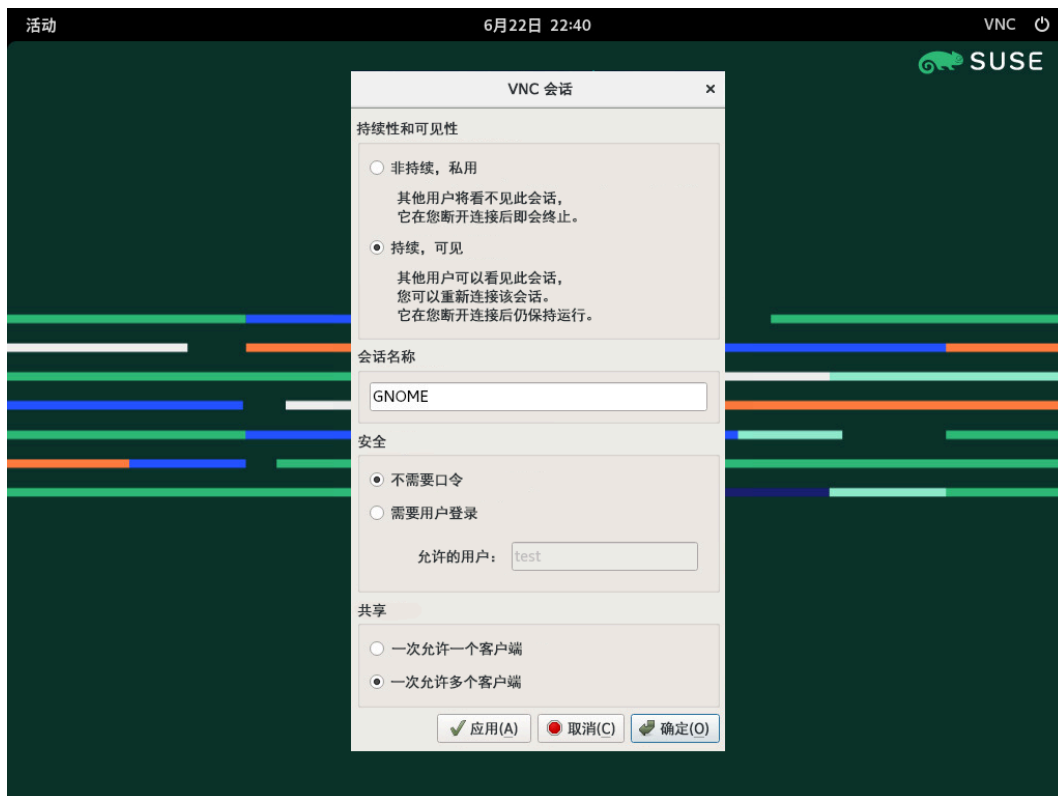 活动
6月22日 22:40
VNC
SUSE
VNC 会话
持续性和可见性
非持续，私用
其他用户将看不见此会话，
它在您断开连接后即会终止。
持续，可见
其他用户可以看见此会话，
您可以重新连接该会话。
它在您断开连接后仍保持运行。
会话名称
GNOME
安全
不需要口令
需要用户登录
允许的用户： test
共享
一次允许一个客户端
一次允许多个客户端
应用(A) 取消(C) 确定(O)